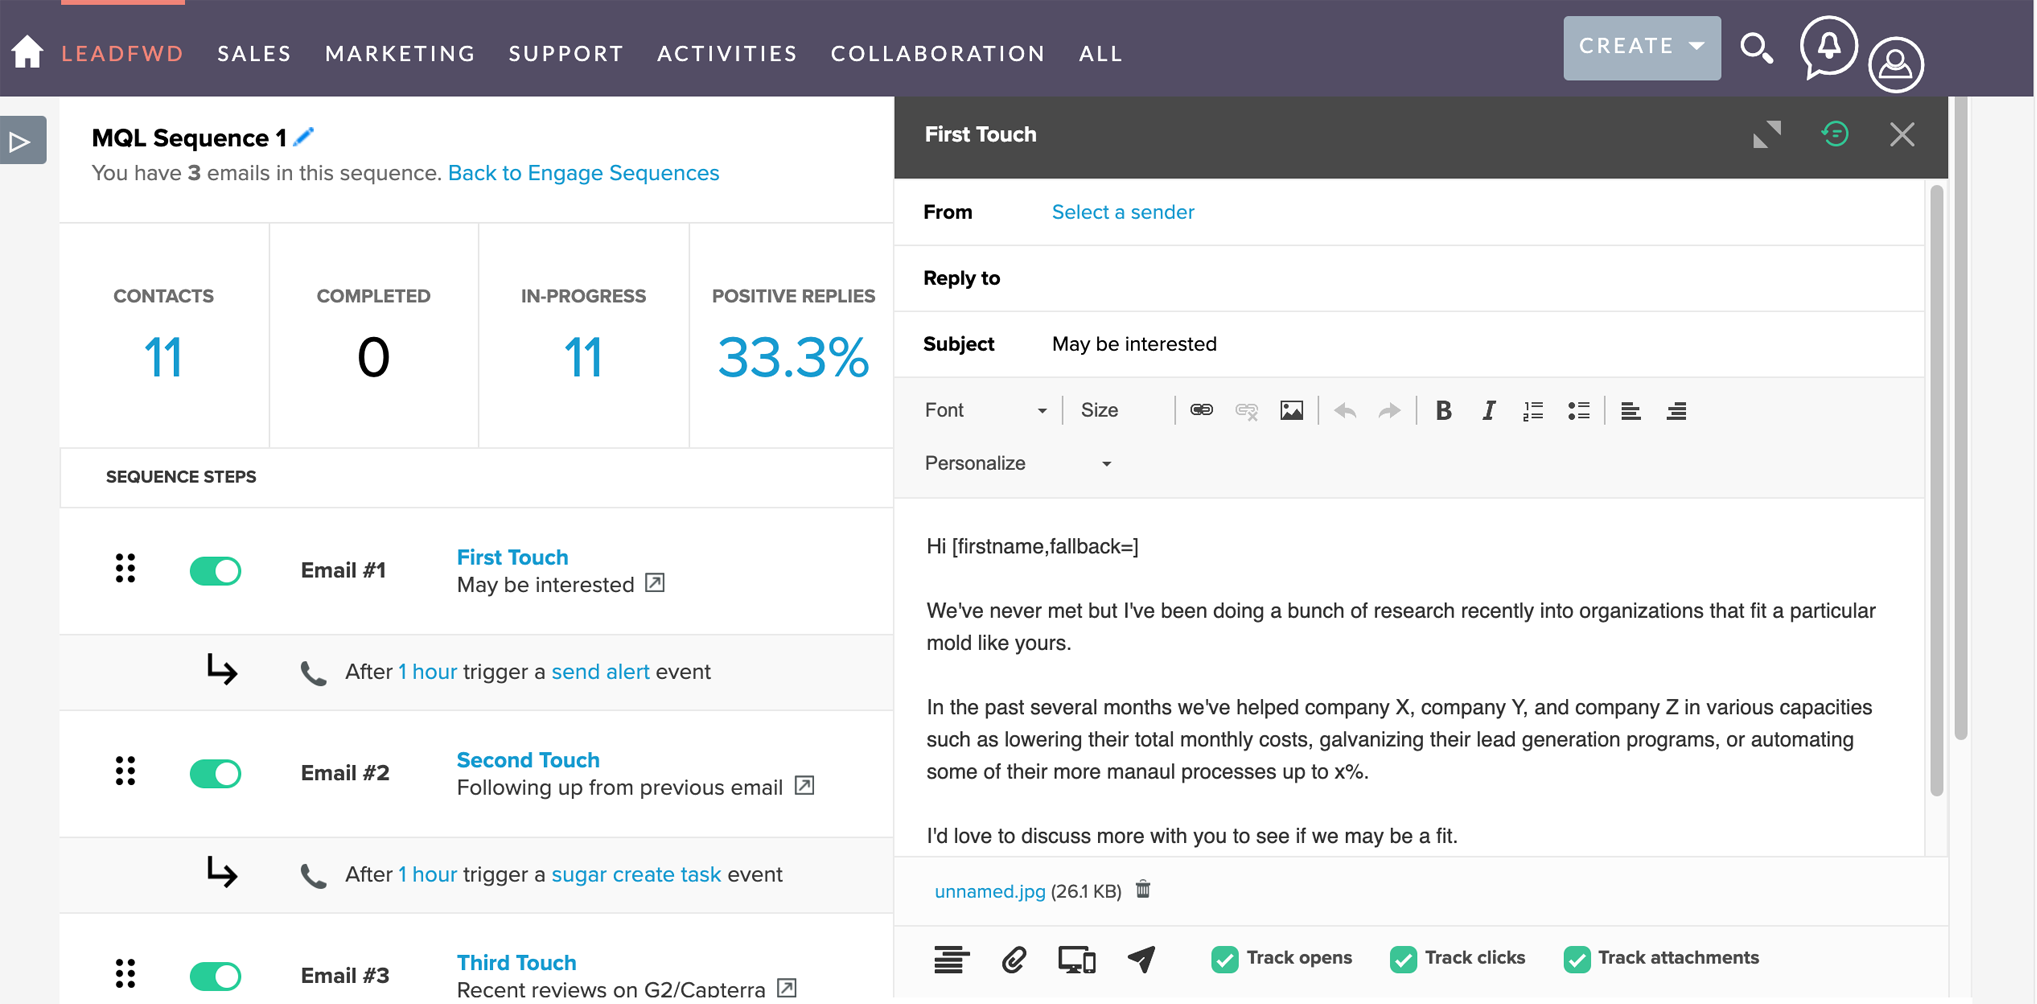 LEADFWD SALES MARKETING SUPPORT ACTIVITIES COLLABORATION ALL CREATE
MQL Sequence 1
You have 3 emails in this sequence. Back to Engage Sequences
CONTACTS COMPLETED IN-PROGRESS POSITIVE REPLIES
11 0 11 33.3%
SEQUENCE STEPS
Email #1
First Touch
May be interested
After 1 hour trigger a send alert event
Email #2
Second Touch
Following up from previous email
After 1 hour trigger a sugar create task event
Email #3
Third Touch
Recent reviews on G2/Capterra
First Touch
From Select a sender
Reply to
Subject May be interested
Font Size
B I
Personalize
Hi [firstname,fallback=]
We've never met but I've been doing a bunch of research recently into organizations that fit a particular
mold like yours.
In the past several months we've helped company X, company Y, and company Z in various capacities
such as lowering their total monthly costs, galvanizing their lead generation programs, or automating
some of their more manaul processes up to x%.
I'd love to discuss more with you to see if we may be a fit.
unnamed.jpg (26.1 KB)
Track opens Track clicks Track attachments